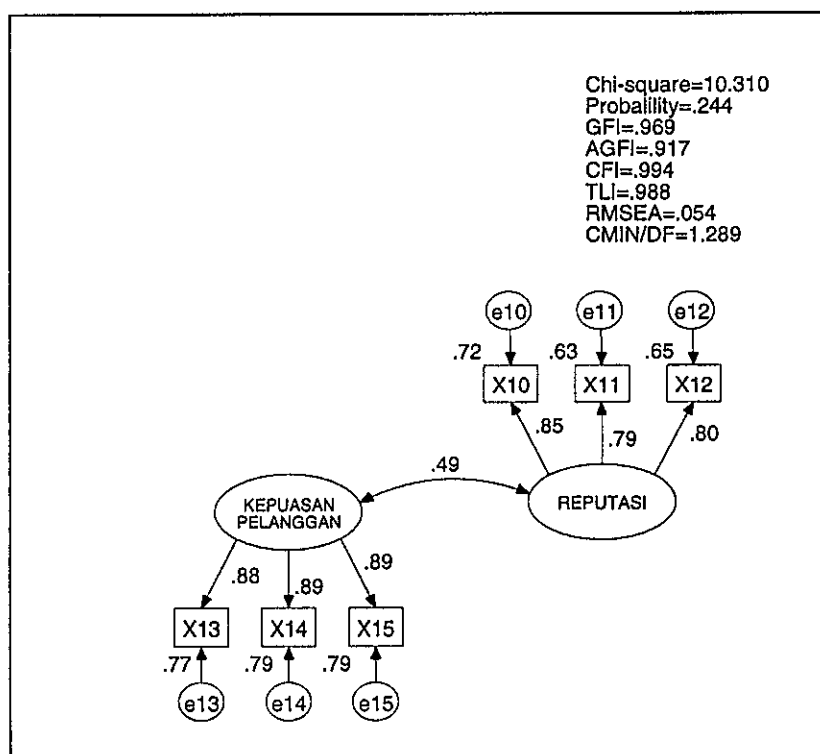 Chi-square=10.310
Probalility=.244
GFI=.969
AGFI=.917
CFI=.994
TLI=.988
RMSEA=.054
CMIN/DF=1.289
e10 e11 e12
.72 .63 .65
X10 X11 X12
.85 .79 .80
.49
KEPUASAN
PELANGGAN
REPUTASI
.88 .89 .89
X13 X14 X15
.77 .79 .79
e13 e14 e15